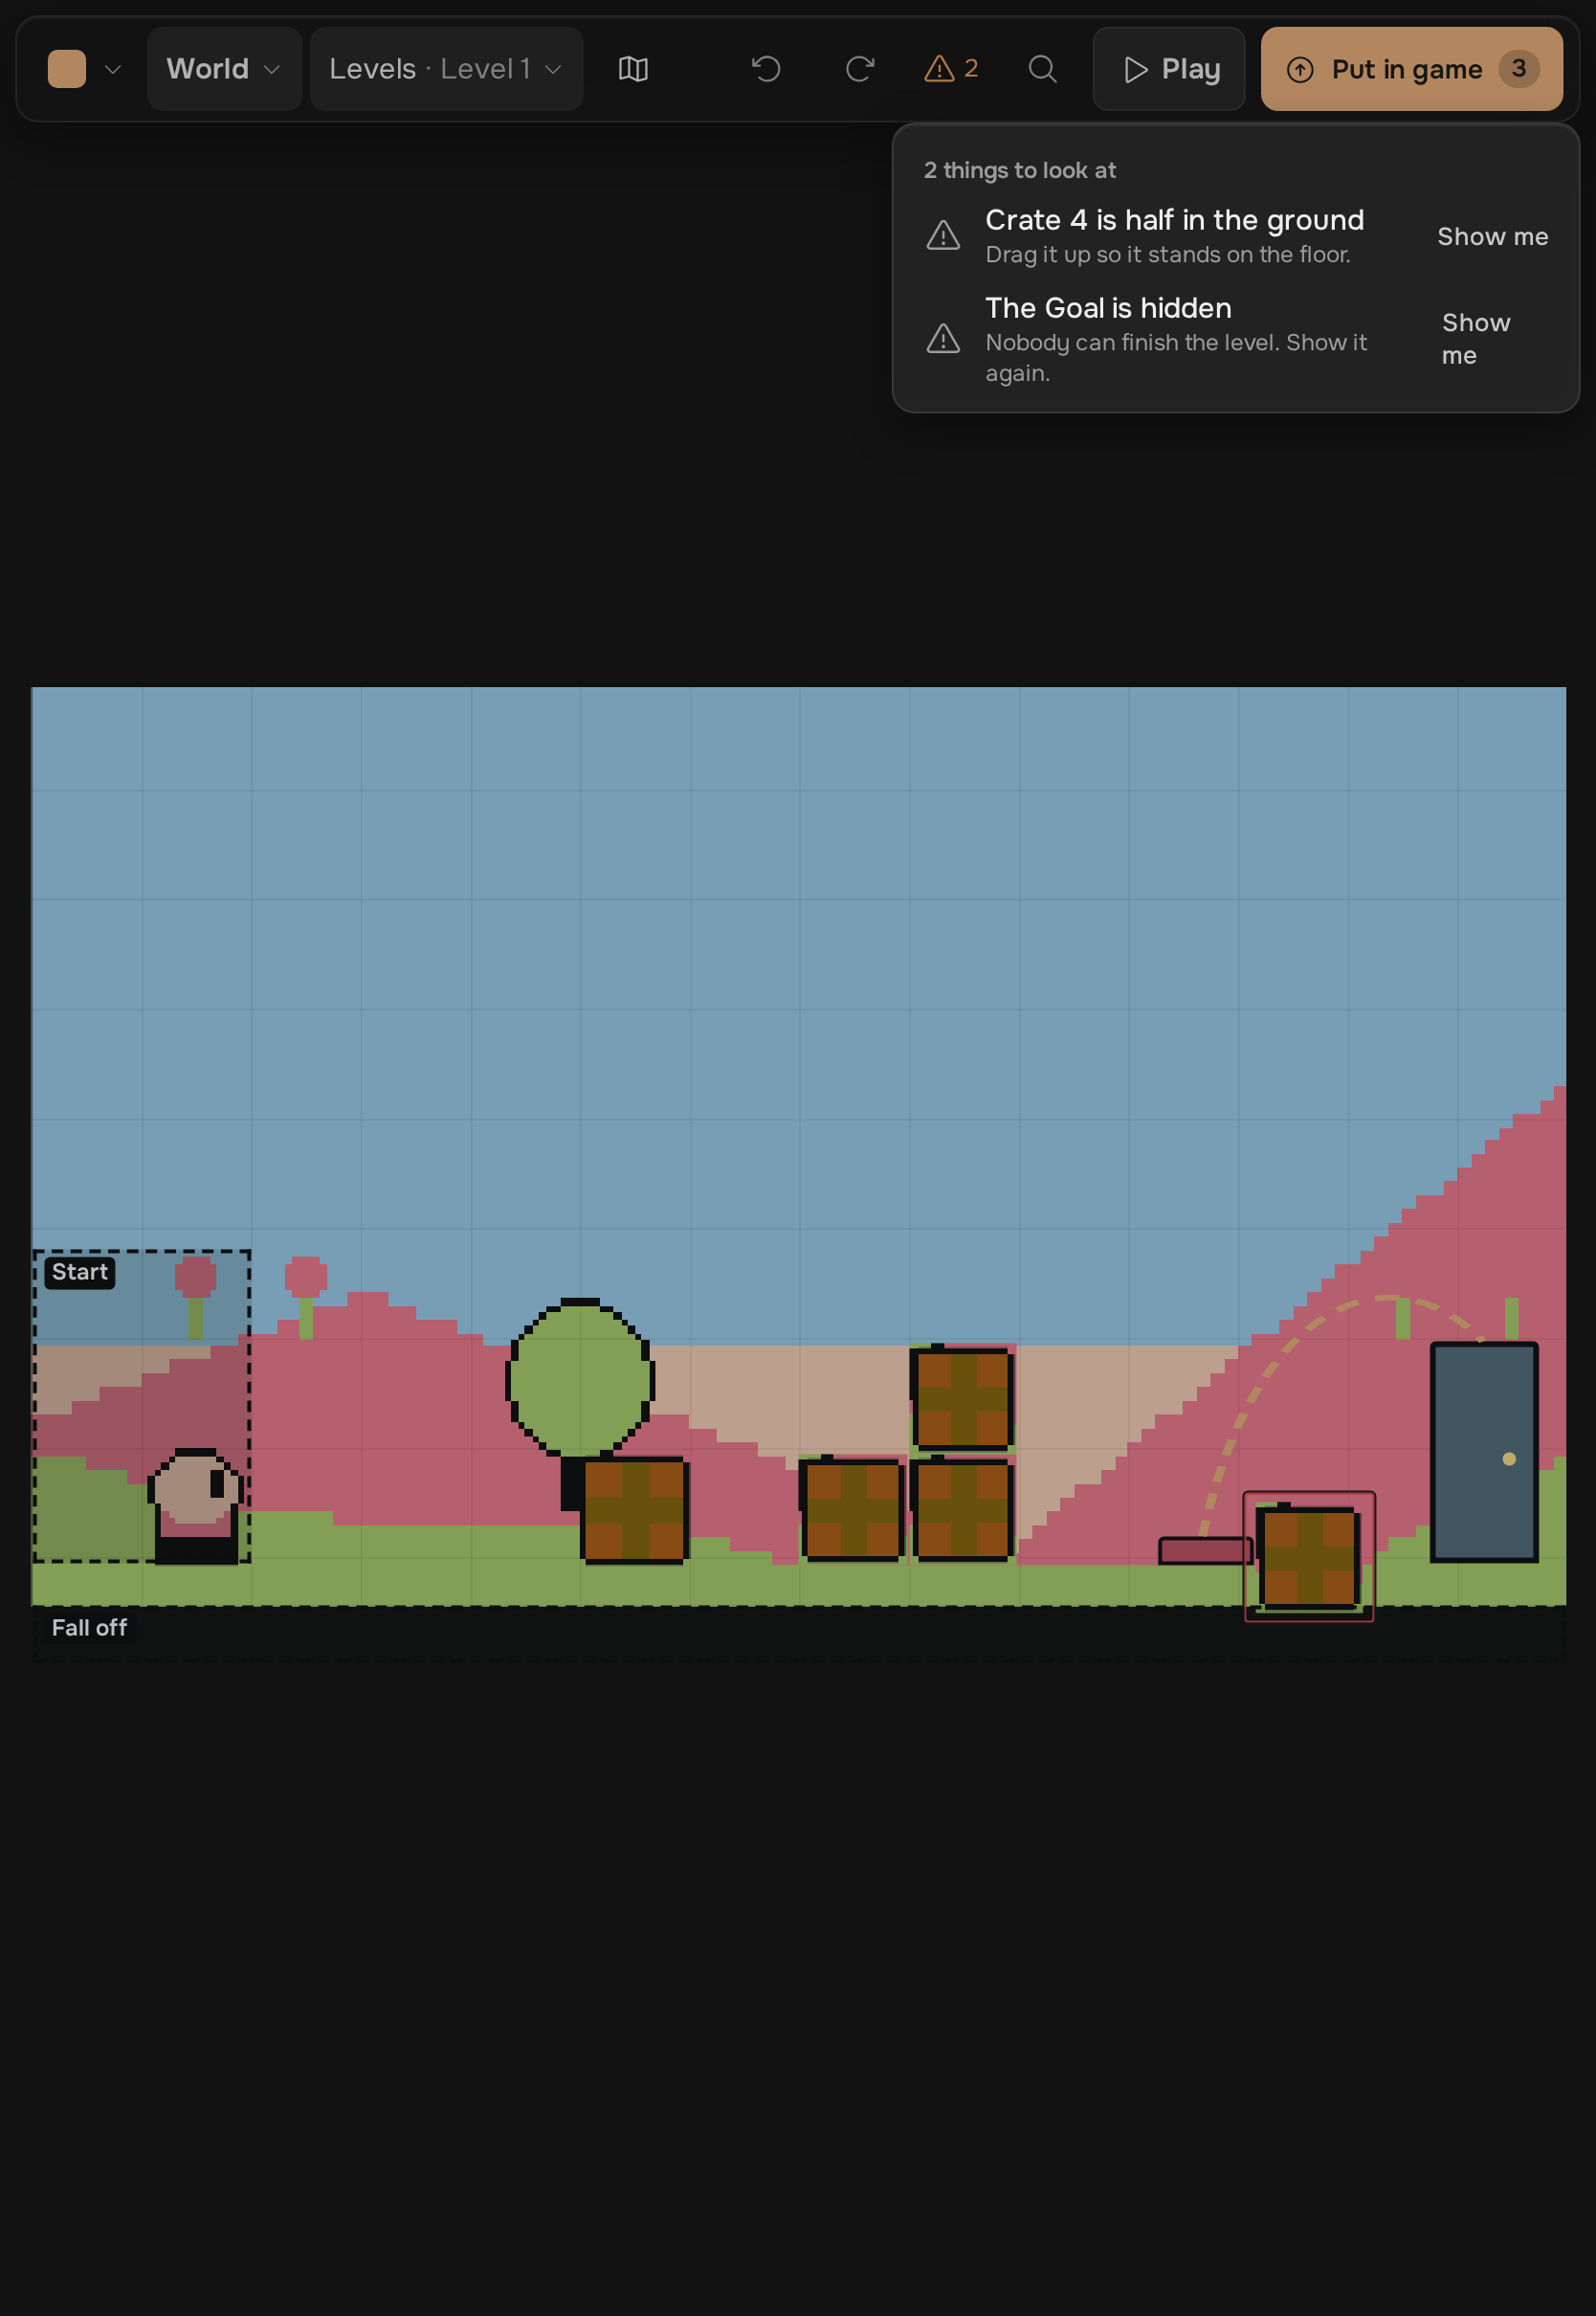 World
Levels · Level 1
2
Play
Put in game 3
2 things to look at
Crate 4 is half in the ground
Drag it up so it stands on the floor.
Show me
The Goal is hidden
Nobody can finish the level. Show it
again.
Show
me
Start
Fall off